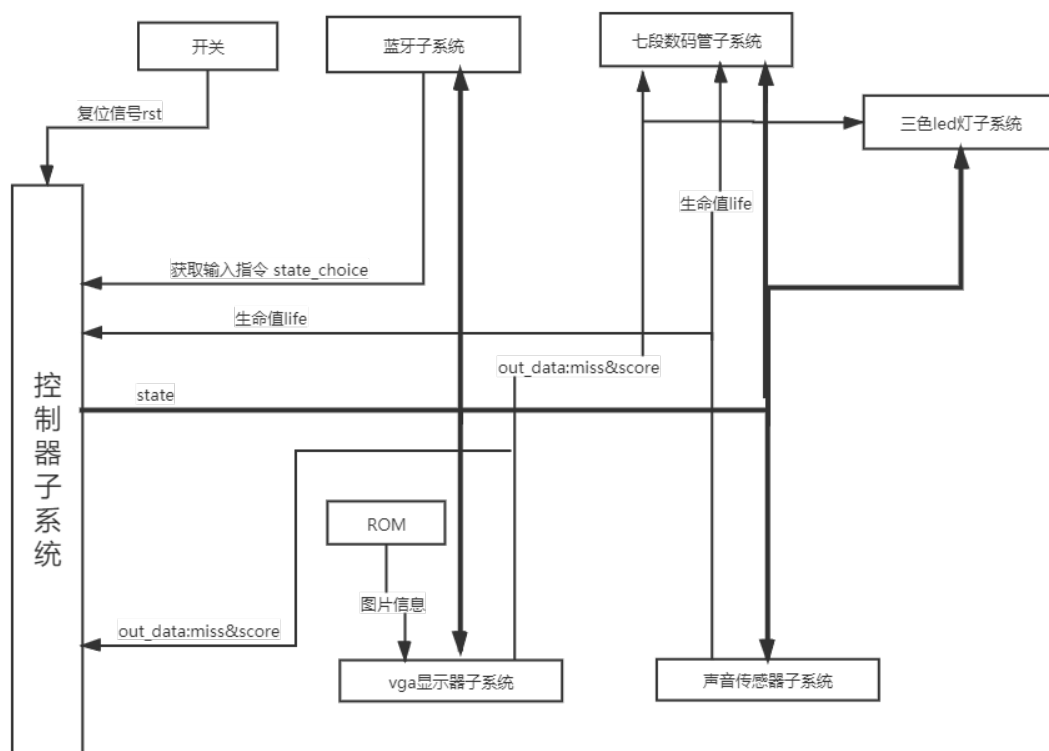 开关
蓝牙子系统
七段数码管子系统
复位信号rst
三色led灯子系统
生命值life
获取输入指令 state_choice
生命值life
out_data:miss&score
state
控制器子系统
ROM
图片信息
out_data:miss&score
vga显示器子系统
声音传感器子系统